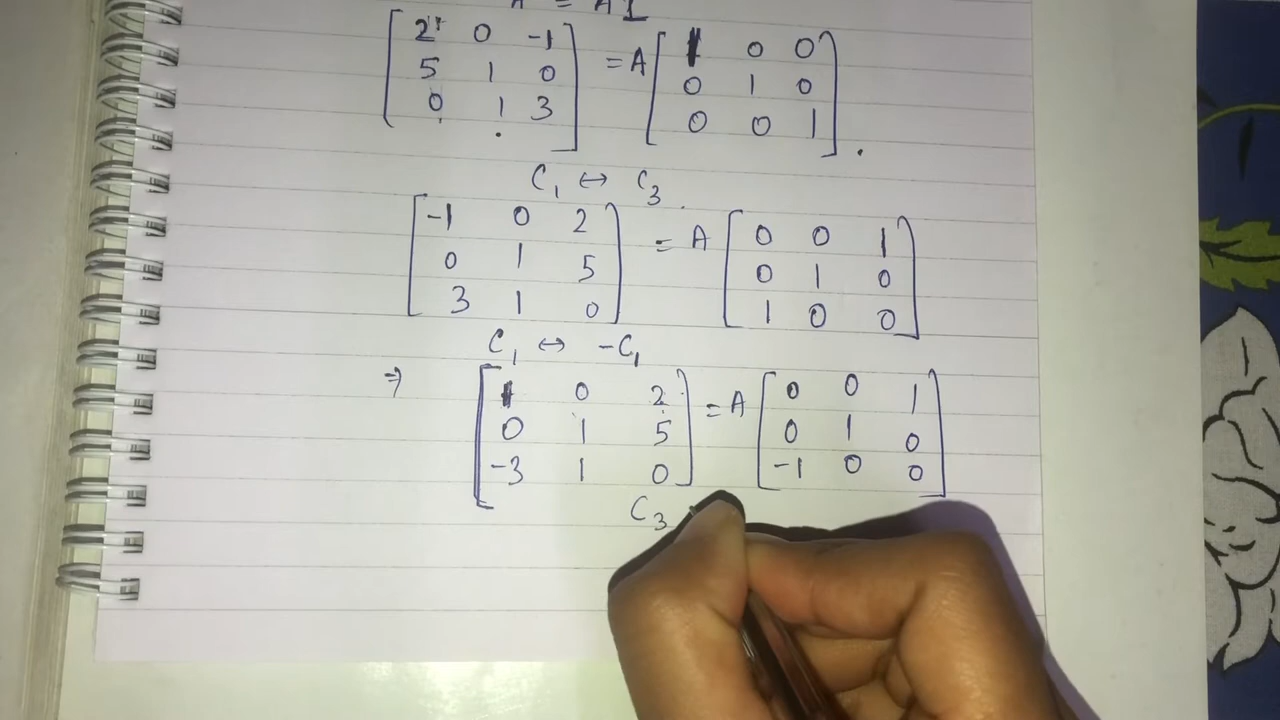 A = AI
[2 0 -1] = A [1 0 0]
[5 1 0] [0 1 0]
[0 1 3] [0 0 1].
C1 ↔ C3.
[-1 0 2] = A [0 0 1]
[0 1 5] [0 1 0]
[3 1 0] [1 0 0]
C1 ↔ -C1
⇒ [1 0 2] = A [0 0 1]
[0 1 5] [0 1 0]
[-3 1 0] [-1 0 0]
C3